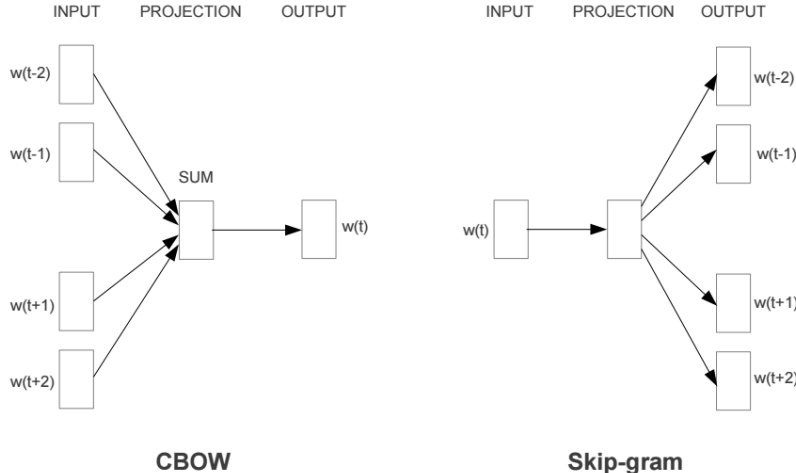 INPUT PROJECTION OUTPUT
w(t-2)
w(t-1)
SUM
w(t)
w(t+1)
w(t+2)
CBOW
INPUT PROJECTION OUTPUT
w(t-2)
w(t-1)
w(t)
w(t+1)
w(t+2)
Skip-gram